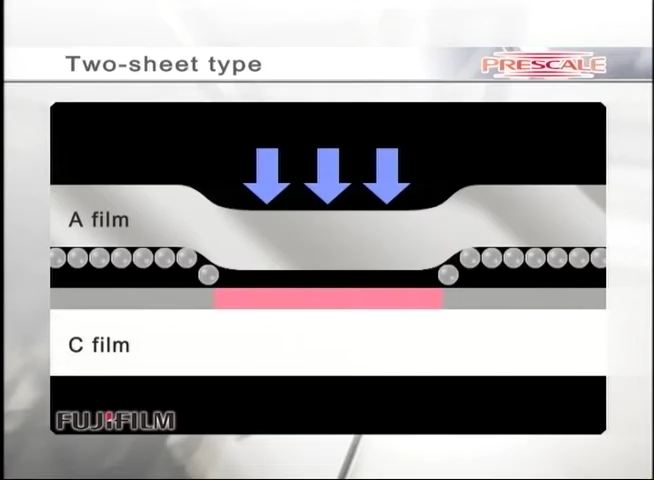 Two-sheet type
PRESCALE
A film
C film
FUJIFILM